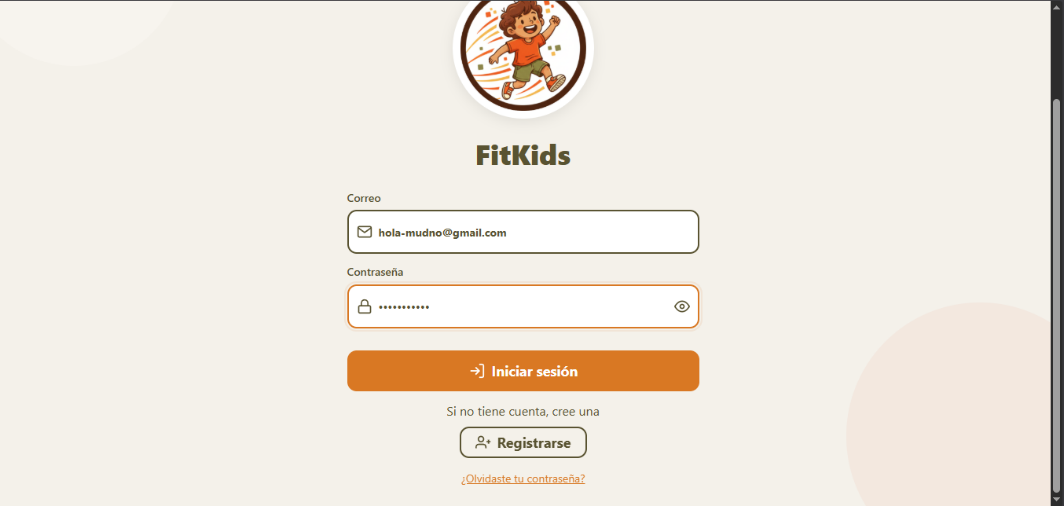 FitKids
Correo
hola-mudno@gmail.com
Contraseña
•••••••••••
Iniciar sesión
Si no tiene cuenta, cree una
Registrarse
¿Olvidaste tu contraseña?